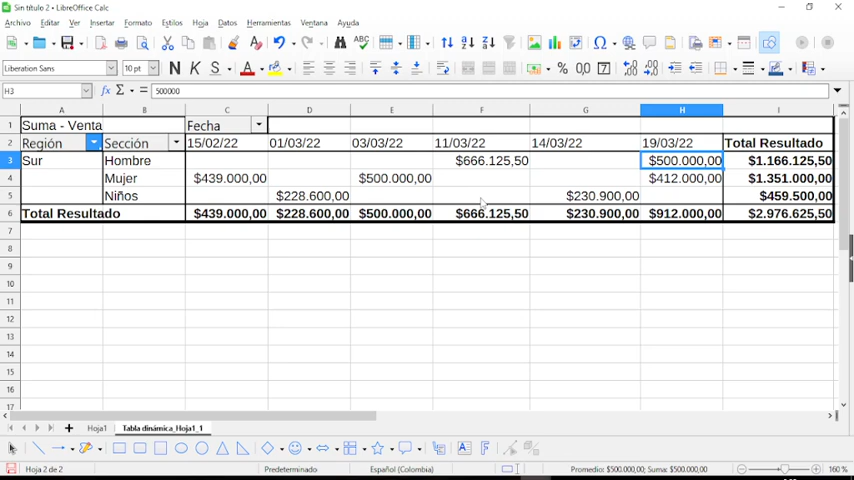 Sin título 2 • LibreOffice Calc
Archivo Editar Ver Insertar Formato Estilos Hoja Datos Herramientas Ventana Ayuda
Liberation Sans 10 pt N K S
H3 500000
A B C D E F G H I
1 Suma - Venta Fecha
2 Región Sección 15/02/22 01/03/22 03/03/22 11/03/22 14/03/22 19/03/22 Total Resultado
3 Sur Hombre $666.125,50 $500.000,00 $1.166.125,50
4 Mujer $439.000,00 $500.000,00 $412.000,00 $1.351.000,00
5 Niños $228.600,00 $230.900,00 $459.500,00
6 Total Resultado $439.000,00 $228.600,00 $500.000,00 $666.125,50 $230.900,00 $912.000,00 $2.976.625,50
7
8
9
10
11
12
13
14
15
16
17
Hoja1 Tabla dinámica_Hoja1_1
Hoja 2 de 2 Predeterminado Español (Colombia) Promedio: $500.000,00; Suma: $500.000,00 160 %